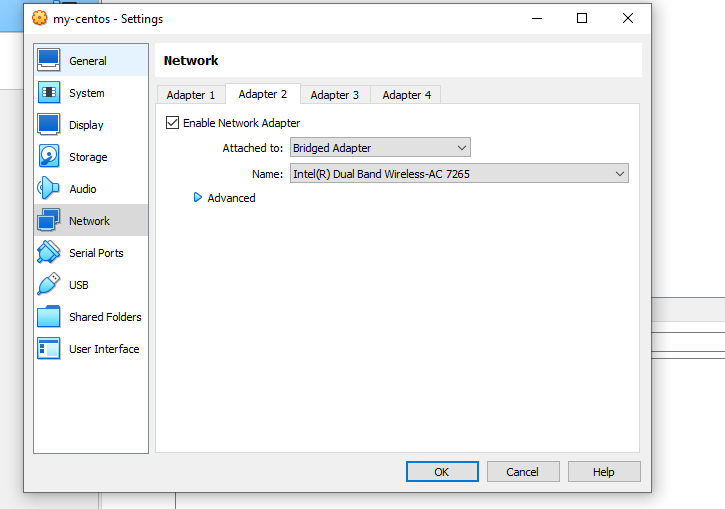 my-centos - Settings
General
System
Display
Storage
Audio
Network
Serial Ports
USB
Shared Folders
User Interface
Network
Adapter 1 Adapter 2 Adapter 3 Adapter 4
Enable Network Adapter
Attached to: Bridged Adapter
Name: Intel(R) Dual Band Wireless-AC 7265
Advanced
OK Cancel Help